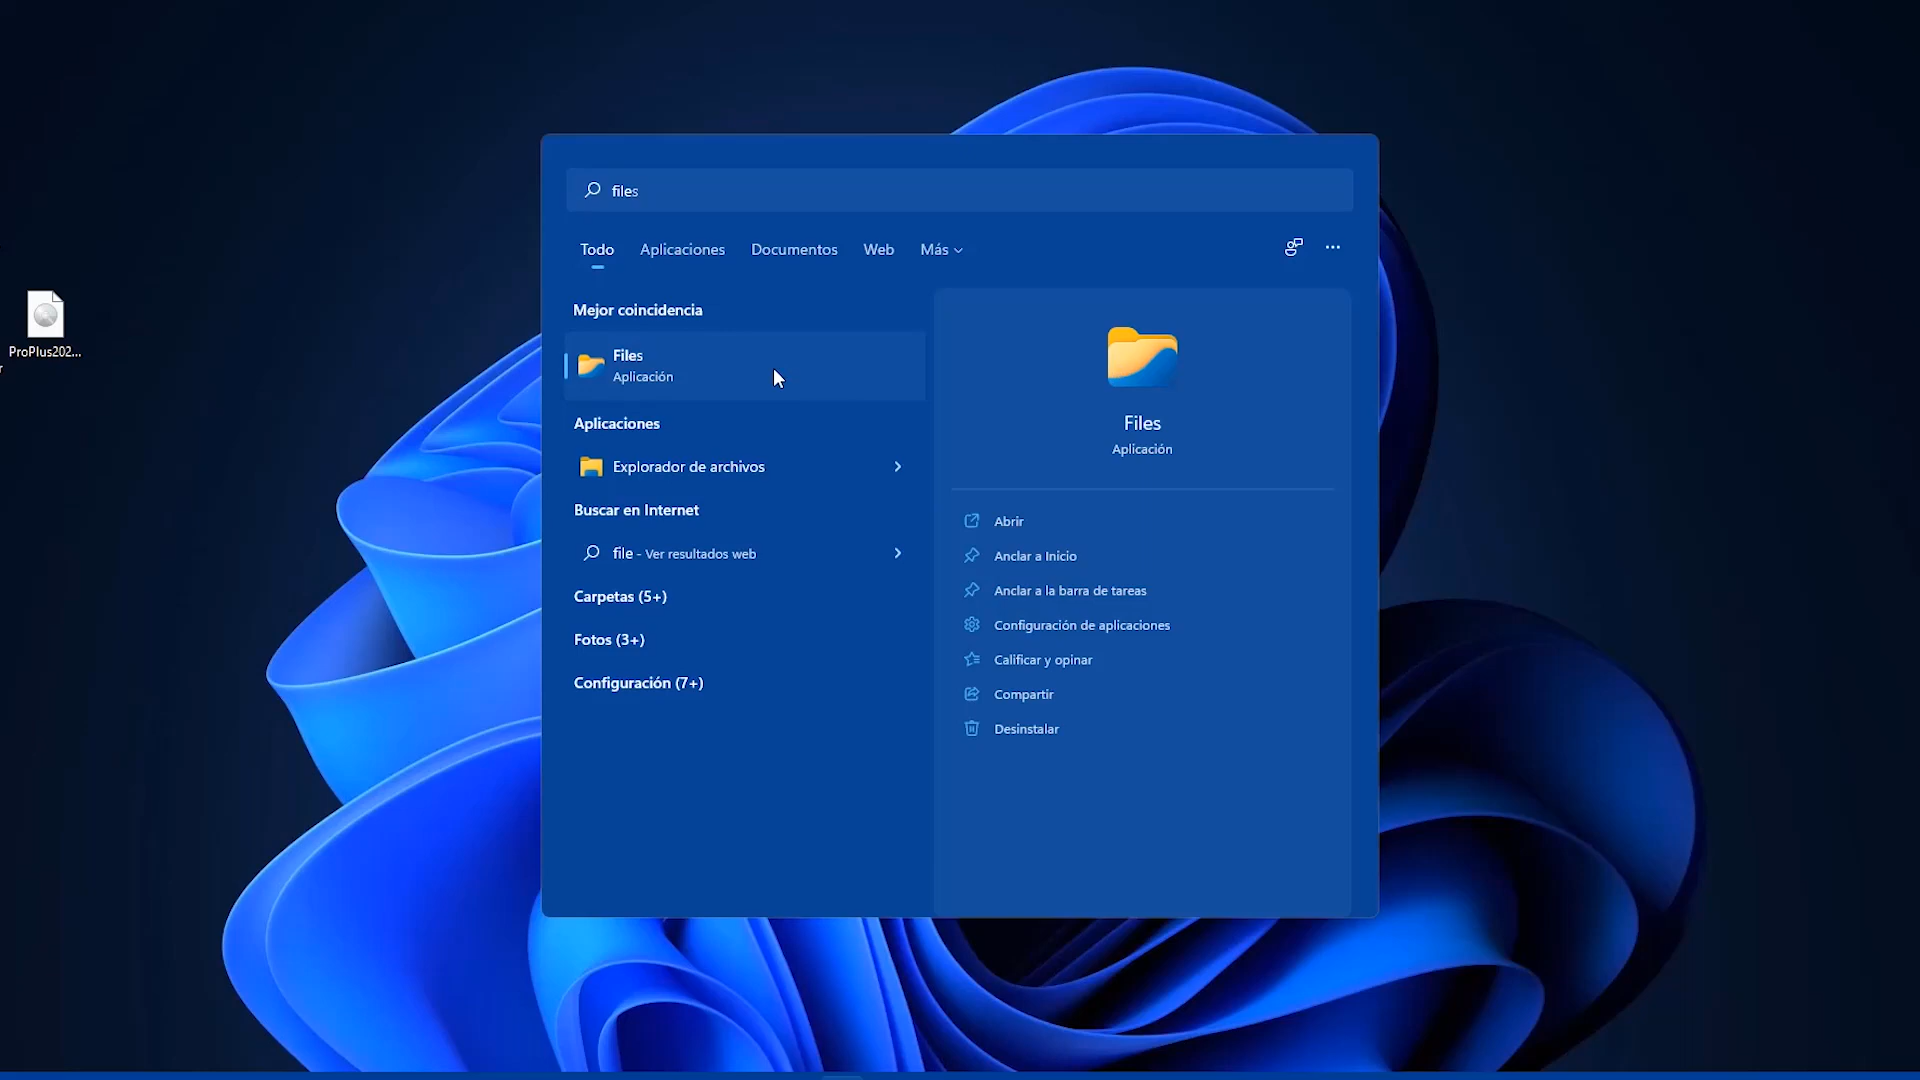 files
Todo Aplicaciones Documentos Web Más
Mejor coincidencia
Files
Aplicación
Aplicaciones
Explorador de archivos
Buscar en Internet
file - Ver resultados web
Carpetas (5+)
Fotos (3+)
Configuración (7+)
Files
Aplicación
Abrir
Anclar a Inicio
Anclar a la barra de tareas
Configuración de aplicaciones
Calificar y opinar
Compartir
Desinstalar
ProPlus202...
r